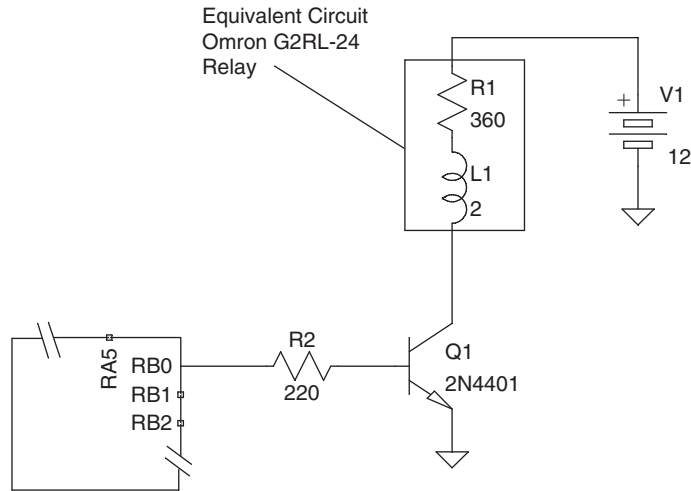 Equivalent Circuit
Omron G2RL-24
Relay
R1
360
L1
2
+
V1
12
RA5
RB0
RB1
RB2
R2
220
Q1
2N4401